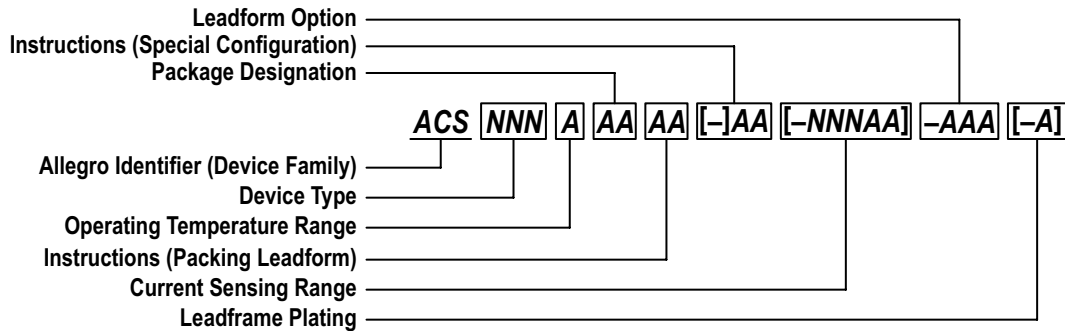 Leadform Option
Instructions (Special Configuration)
Package Designation
ACS NNN A AA AA [–]AA [–NNNAA] –AAA [–A]
Allegro Identifier (Device Family)
Device Type
Operating Temperature Range
Instructions (Packing Leadform)
Current Sensing Range
Leadframe Plating